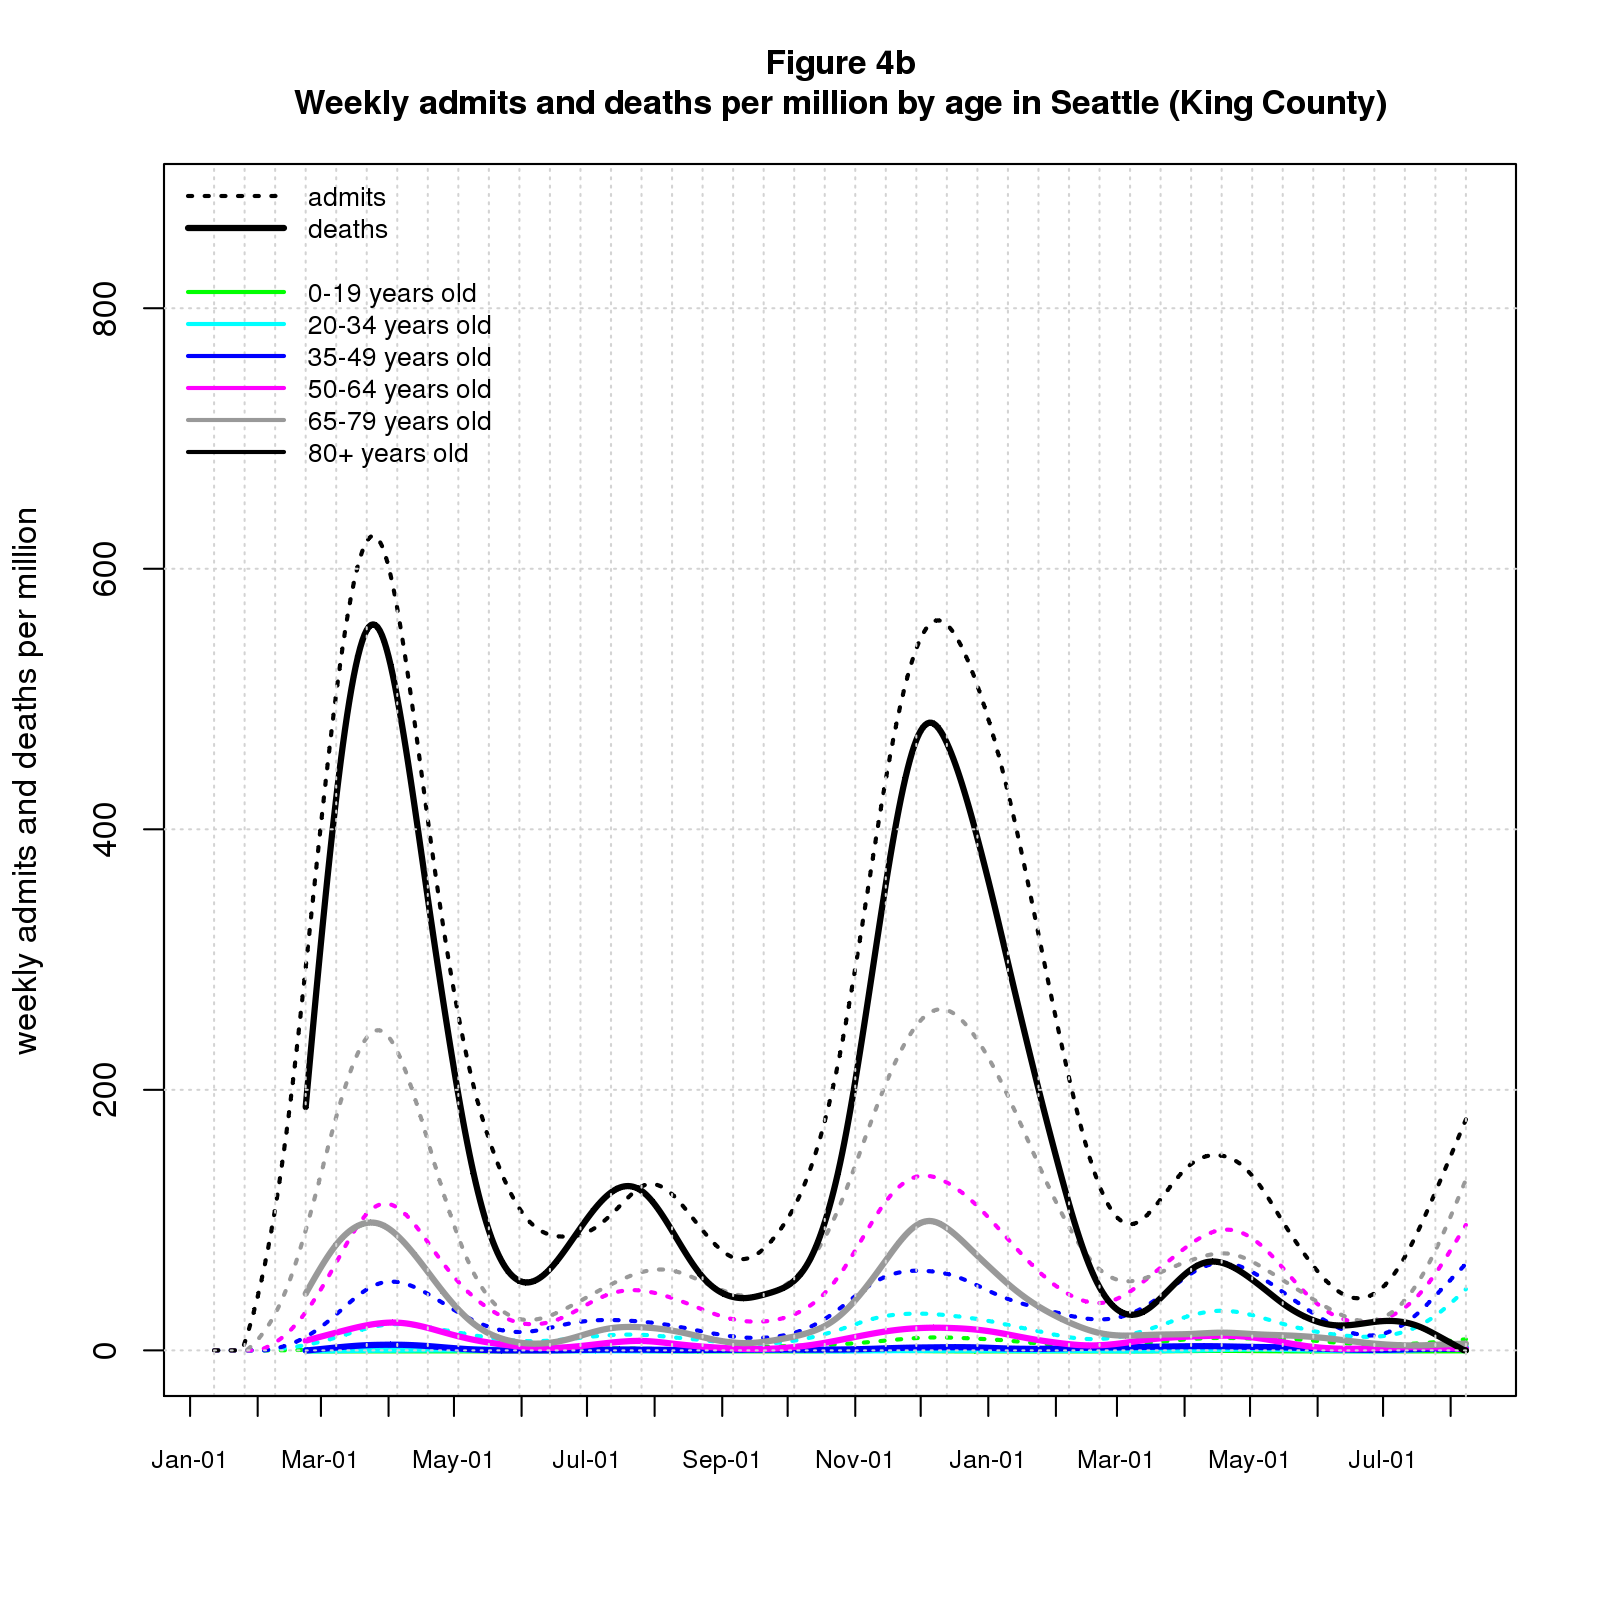 Figure 4b
Weekly admits and deaths per million by age in Seattle (King County)
admits
deaths
0-19 years old
20-34 years old
35-49 years old
50-64 years old
65-79 years old
80+ years old
weekly admits and deaths per million
800
600
400
200
0
Jan-01 Mar-01 May-01 Jul-01 Sep-01 Nov-01 Jan-01 Mar-01 May-01 Jul-01